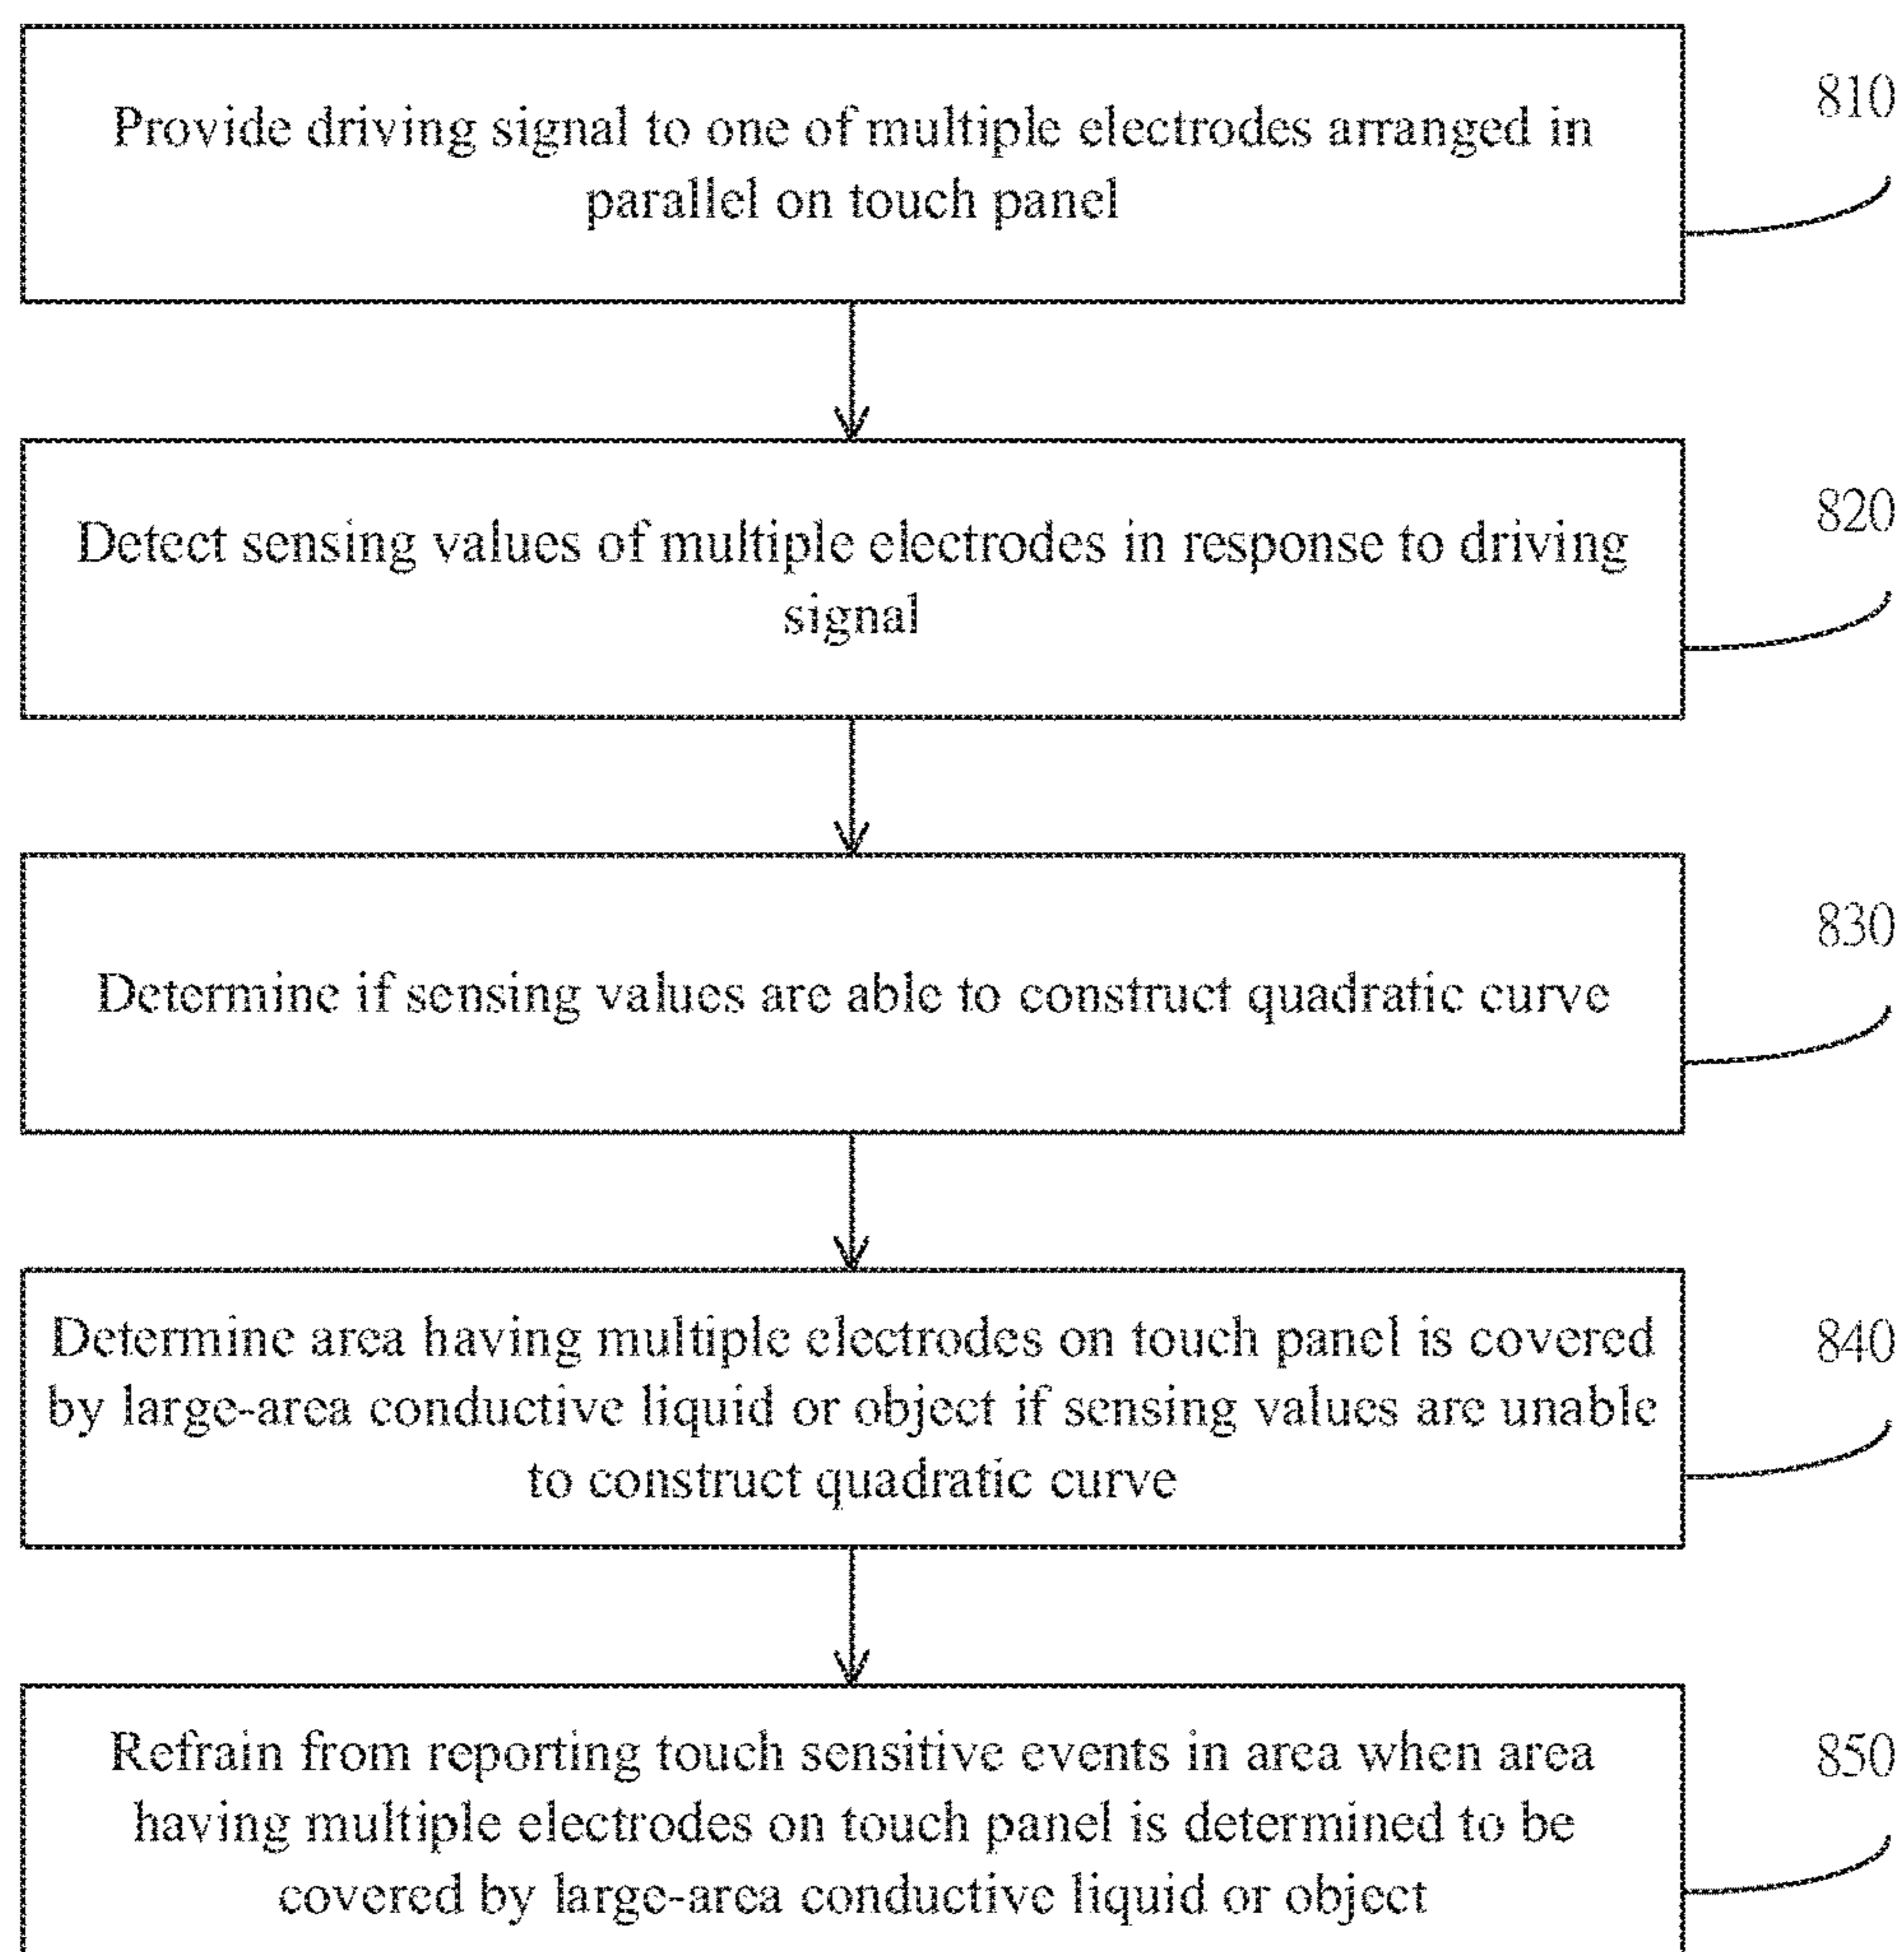 Provide driving signal to one of multiple electrodes arranged in
parallel on touch panel
810
Detect sensing values of multiple electrodes in response to driving
signal
820
Determine if sensing values are able to construct quadratic curve
830
Determine area having multiple electrodes on touch panel is covered
by large-area conductive liquid or object if sensing values are unable
to construct quadratic curve
840
Refrain from reporting touch sensitive events in area when area
having multiple electrodes on touch panel is determined to be
covered by large-area conductive liquid or object
850